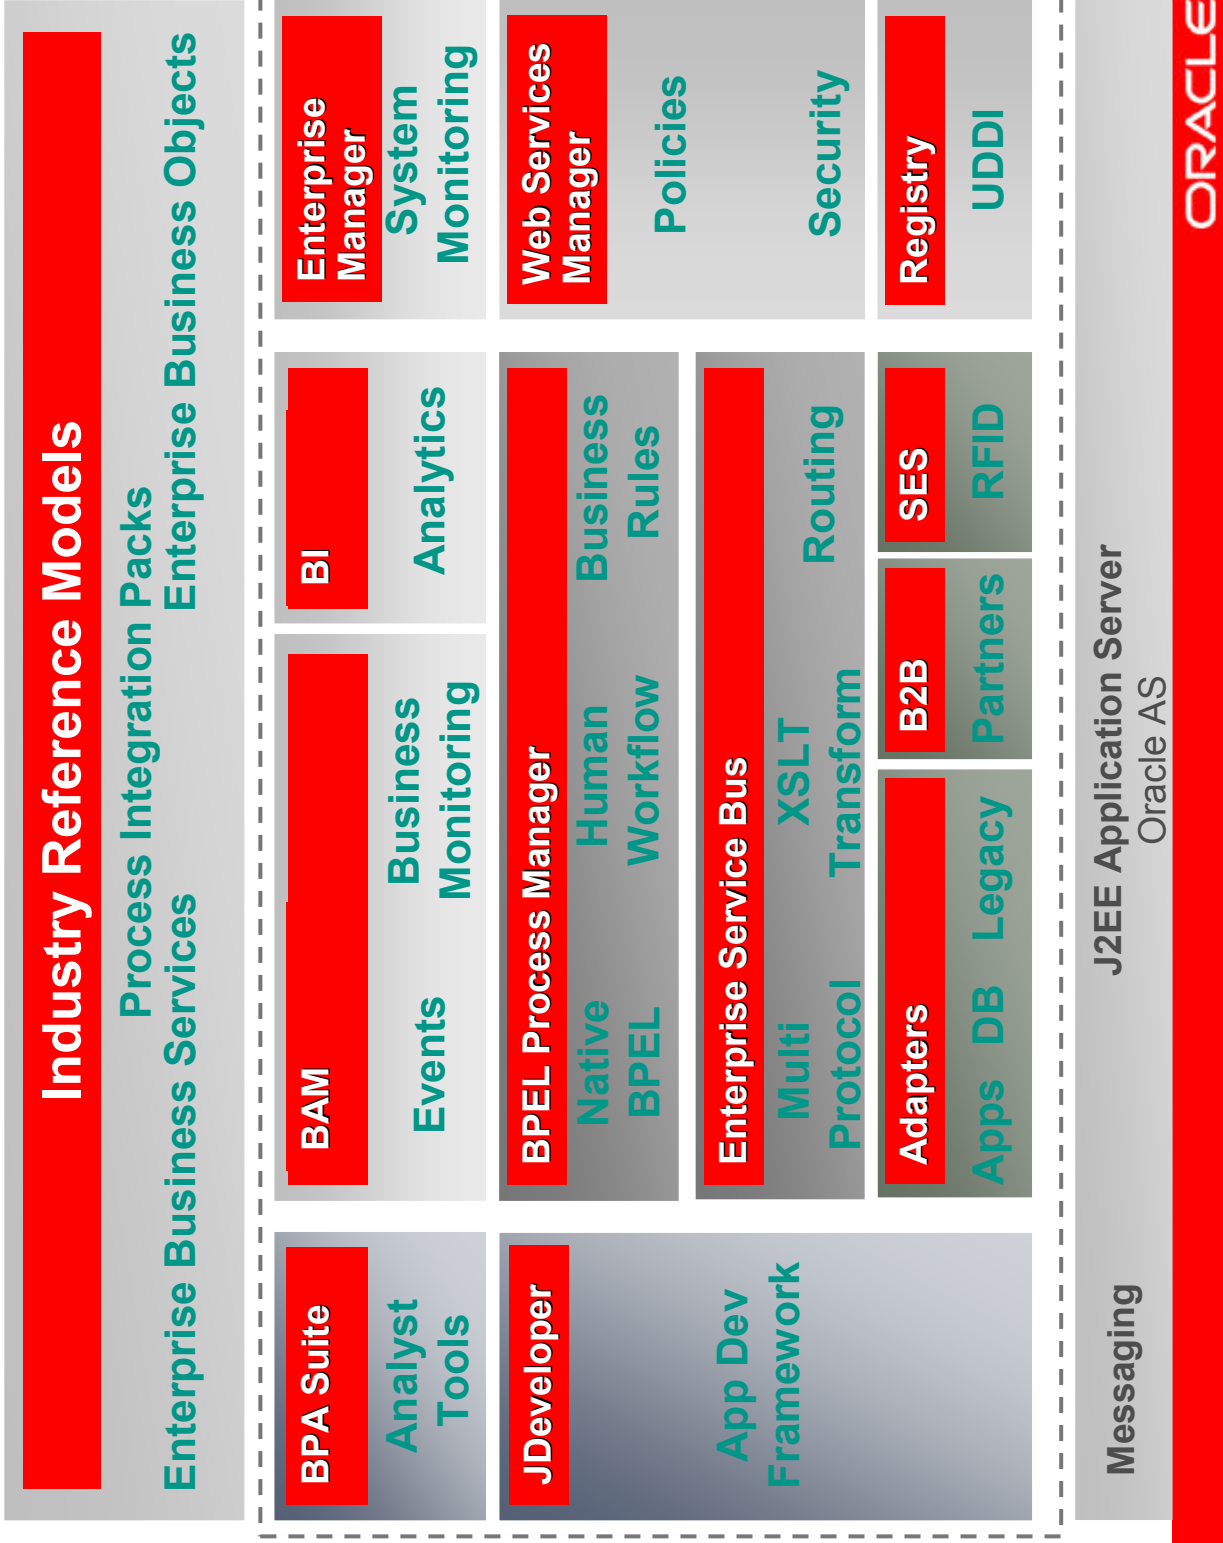 Industry Reference Models
Process Integration Packs
Enterprise Business Services
Enterprise Business Objects
BPA Suite
Analyst
Tools
BAM
Events
Business
Monitoring
BI
Analytics
Enterprise
Manager
System
Monitoring
JDeveloper
App Dev
Framework
BPEL Process Manager
Native
BPEL
Human
Workflow
Business
Rules
Web Services
Manager
Policies
Security
Enterprise Service Bus
Multi
Protocol
XSLT
Transform
Routing
Adapters
Apps DB Legacy
B2B
Partners
SES
RFID
Registry
UDDI
Messaging
J2EE Application Server
Oracle AS
ORACLE